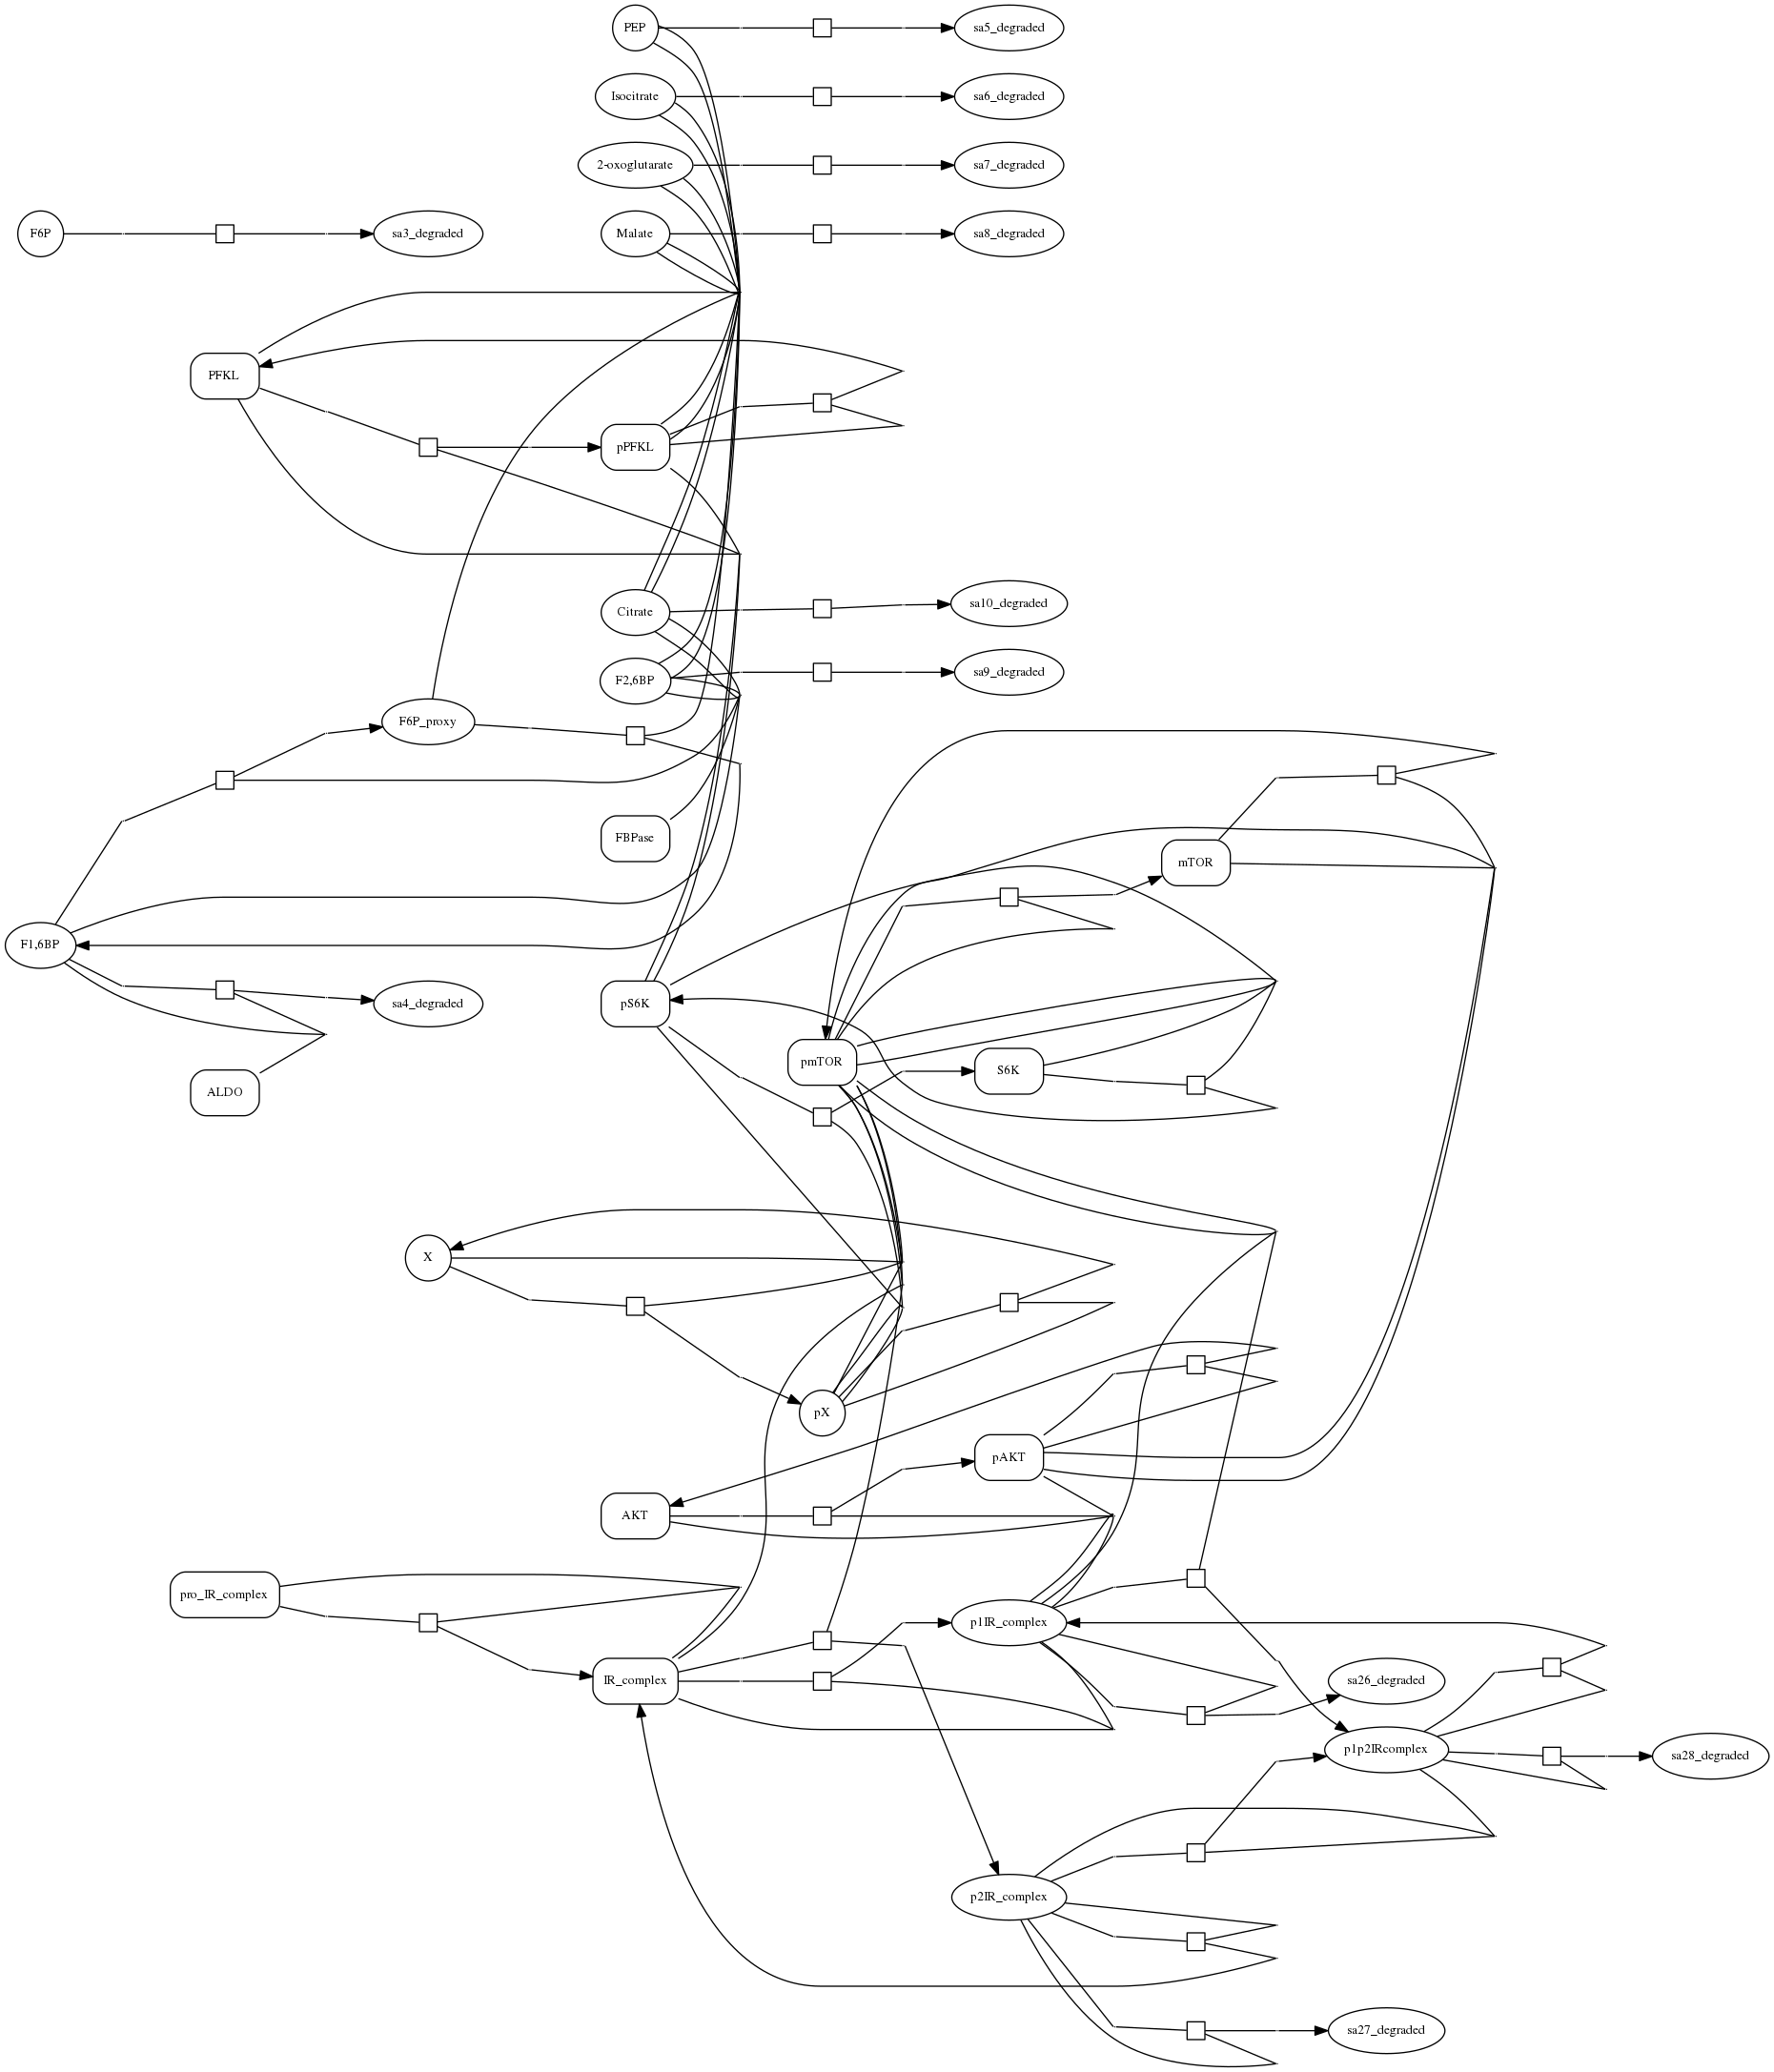 PEP
sa5_degraded
Isocitrate
sa6_degraded
2-oxoglutarate
sa7_degraded
F6P
sa3_degraded
Malate
sa8_degraded
PFKL
pPFKL
Citrate
sa10_degraded
F2,6BP
sa9_degraded
F6P_proxy
FBPase
mTOR
F1,6BP
sa4_degraded
pS6K
pmTOR
S6K
ALDO
X
pX
pAKT
AKT
pro_IR_complex
p1IR_complex
IR_complex
sa26_degraded
p1p2IRcomplex
sa28_degraded
p2IR_complex
sa27_degraded